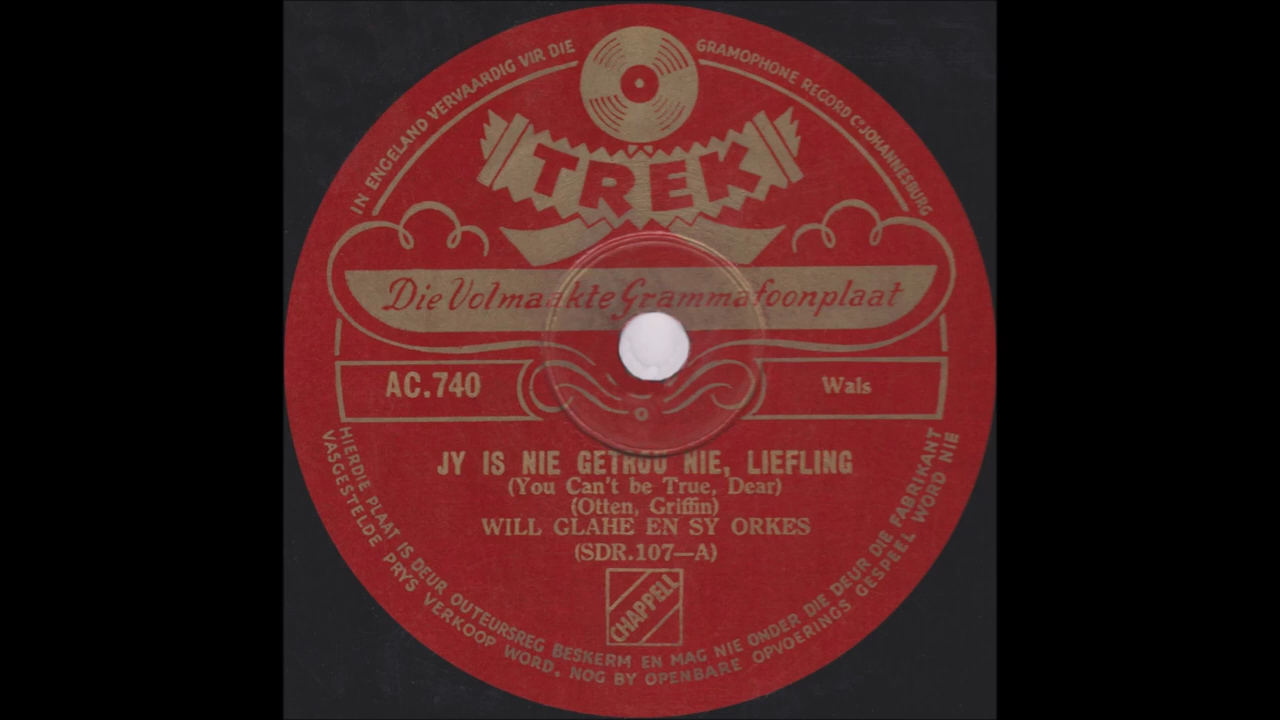 IN ENGELAND VERVAARDIG VIR DIE GRAMOPHONE RECORD Co JOHANNESBURG
TREK
Die Volmaakte Grammafoonplaat
AC.740
Wals
JY IS NIE GETROU NIE, LIEFLING
(You Can't be True, Dear)
(Otten, Griffin)
WILL GLAHE EN SY ORKES
(SDR.107—A)
CHAPPELL
HIERDIE PLAAT IS DEUR OUTEURSREG BESKERM EN MAG NIE ONDER DIE DEUR DIE FABRIKANT
VASGESTELDE PRYS VERKOOP WORD. NOG BY OPENBARE OPVOERINGS GESPEEL WORD NIE